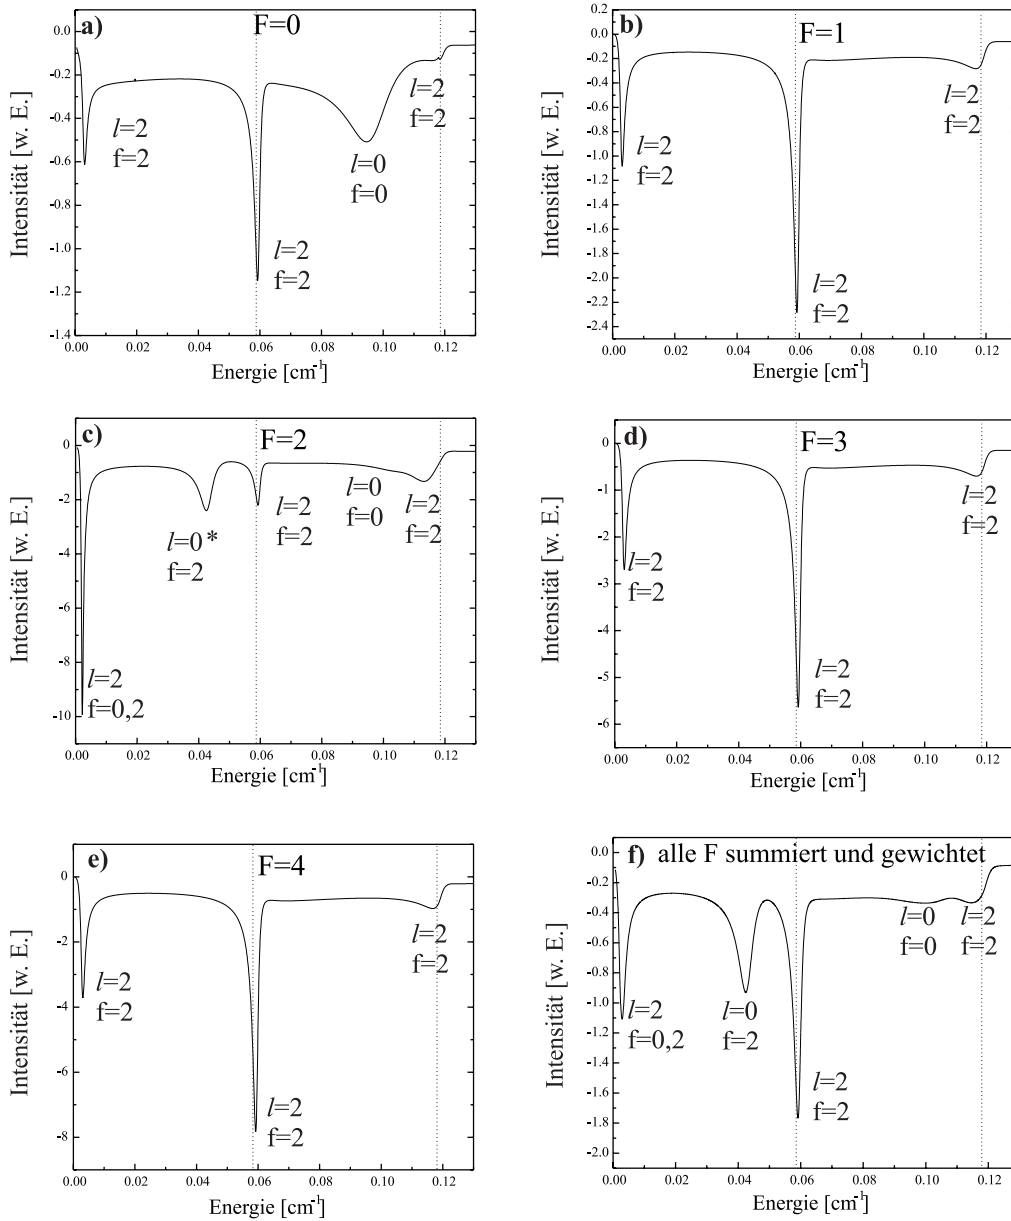 a) F=0
0.0
-0.2
-0.4
-0.6
-0.8
-1.0
-1.2
-1.4
Intensität [w. E.]
l=2
f=2
l=2
f=2
l=0
f=0
l=2
f=2
0.00 0.02 0.04 0.06 0.08 0.10 0.12
Energie [cm-1]
b) F=1
0.2
0.0
-0.2
-0.4
-0.6
-0.8
-1.0
-1.2
-1.4
-1.6
-1.8
-2.0
-2.2
-2.4
Intensität [w. E.]
l=2
f=2
l=2
f=2
l=2
f=2
0.00 0.02 0.04 0.06 0.08 0.10 0.12
Energie [cm-1]
c) F=2
0
-2
-4
-6
-8
-10
Intensität [w. E.]
l=2
f=0,2
l=0*
f=2
l=2
f=2
l=0
f=0
l=2
f=2
0.00 0.02 0.04 0.06 0.08 0.10 0.12
Energie [cm-1]
d) F=3
0
-1
-2
-3
-4
-5
-6
Intensität [w. E.]
l=2
f=2
l=2
f=2
l=2
f=2
0.00 0.02 0.04 0.06 0.08 0.10 0.12
Energie [cm-1]
e) F=4
0
-2
-4
-6
-8
Intensität [w. E.]
l=2
f=2
l=2
f=2
l=2
f=2
0.00 0.02 0.04 0.06 0.08 0.10 0.12
Energie [cm-1]
f) alle F summiert und gewichtet
0.0
-0.2
-0.4
-0.6
-0.8
-1.0
-1.2
-1.4
-1.6
-1.8
-2.0
Intensität [w. E.]
l=2
f=0,2
l=0
f=2
l=2
f=2
l=0
f=0
l=2
f=2
0.00 0.02 0.04 0.06 0.08 0.10 0.12
Energie [cm-1]